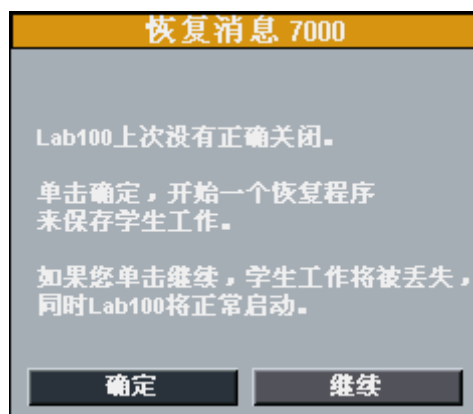 恢复消息 7000
Lab100上次没有正确关闭。
单击确定，开始一个恢复程序
来保存学生工作。
如果您单击继续，学生工作将被丢失，
同时Lab100将正常启动。
确定
继续